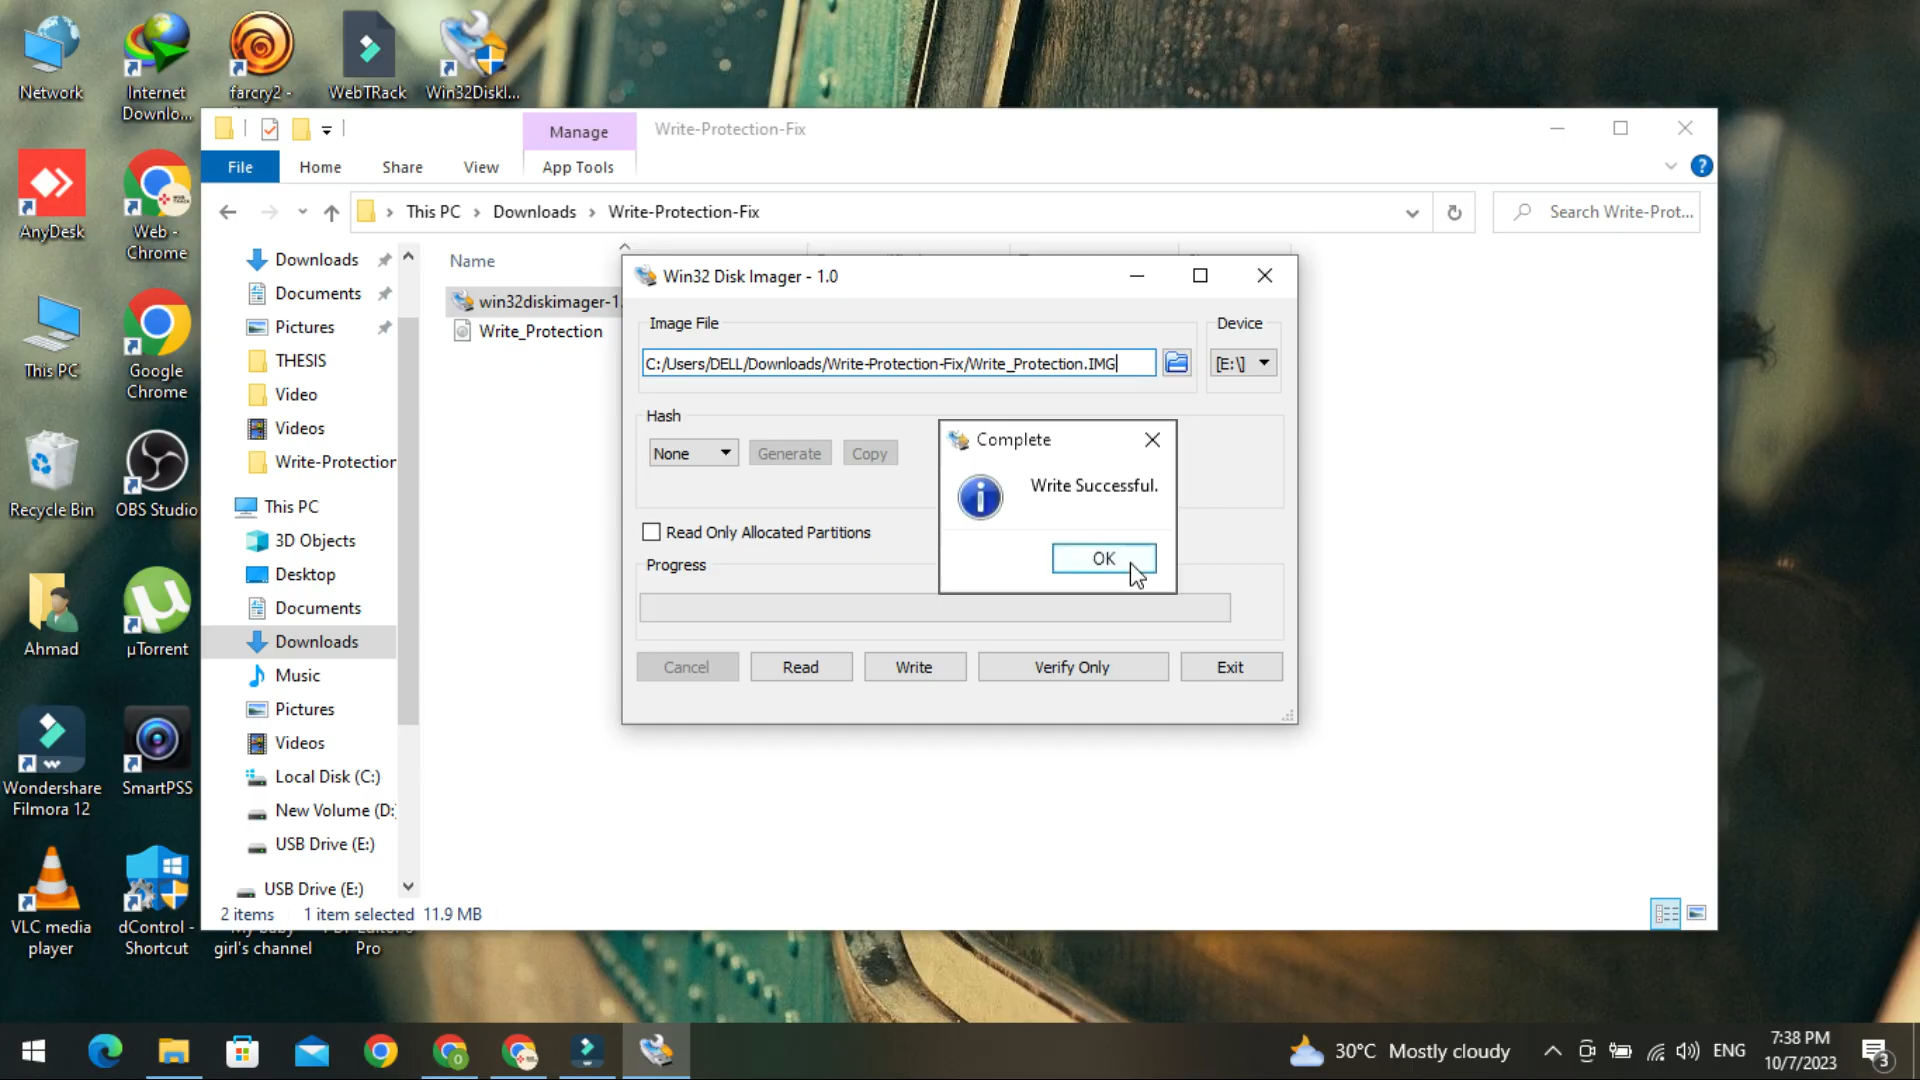 Network
Internet
Downlo...
farcry2 -
WebTRack
Win32DiskI...
AnyDesk
Web -
Chrome
This PC
Google
Chrome
Recycle Bin
OBS Studio
Ahmad
µTorrent
Wondershare
Filmora 12
SmartPSS
VLC media
player
dControl -
Shortcut
girl's channel
Pro
Manage
Write-Protection-Fix
File
Home
Share
View
App Tools
This PC
Downloads
Write-Protection-Fix
Search Write-Prot...
Downloads
Documents
Pictures
THESIS
Video
Videos
Write-Protection
This PC
3D Objects
Desktop
Documents
Downloads
Music
Pictures
Videos
Local Disk (C:)
New Volume (D:)
USB Drive (E:)
USB Drive (E:)
Name
win32diskimager-1.
Write_Protection
2 items 1 item selected 11.9 MB
Win32 Disk Imager - 1.0
Image File
Device
C:/Users/DELL/Downloads/Write-Protection-Fix/Write_Protection.IMG
[E:\]
Hash
None
Generate
Copy
Read Only Allocated Partitions
Progress
Cancel
Read
Write
Verify Only
Exit
Complete
Write Successful.
OK
30°C Mostly cloudy
ENG
7:38 PM
10/7/2023
3